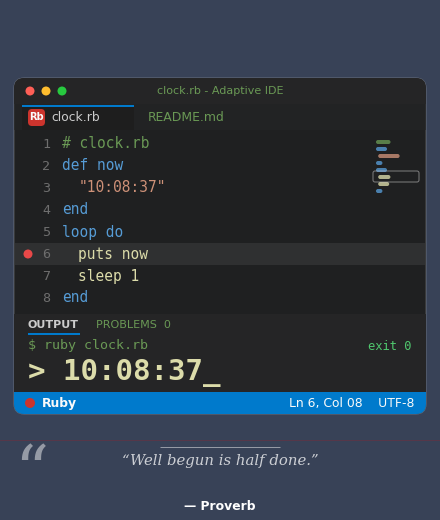 clock.rb - Adaptive IDE
Rb clock.rb README.md
1 # clock.rb
2 def now
3 "10:08:37"
4 end
5 loop do
6 puts now
7 sleep 1
8 end
OUTPUT PROBLEMS 0
$ ruby clock.rb exit 0
> 10:08:37_
Ruby Ln 6, Col 08 UTF-8
“
“Well begun is half done.”
— Proverb